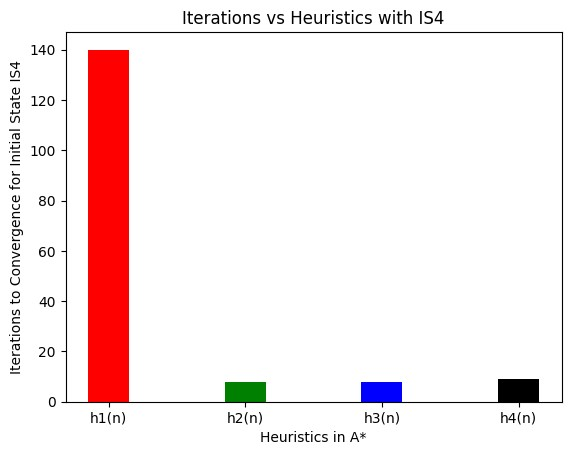 Iterations vs Heuristics with IS4
Iterations to Convergence for Initial State IS4
140
120
100
80
60
40
20
0
h1(n) h2(n) h3(n) h4(n)
Heuristics in A*